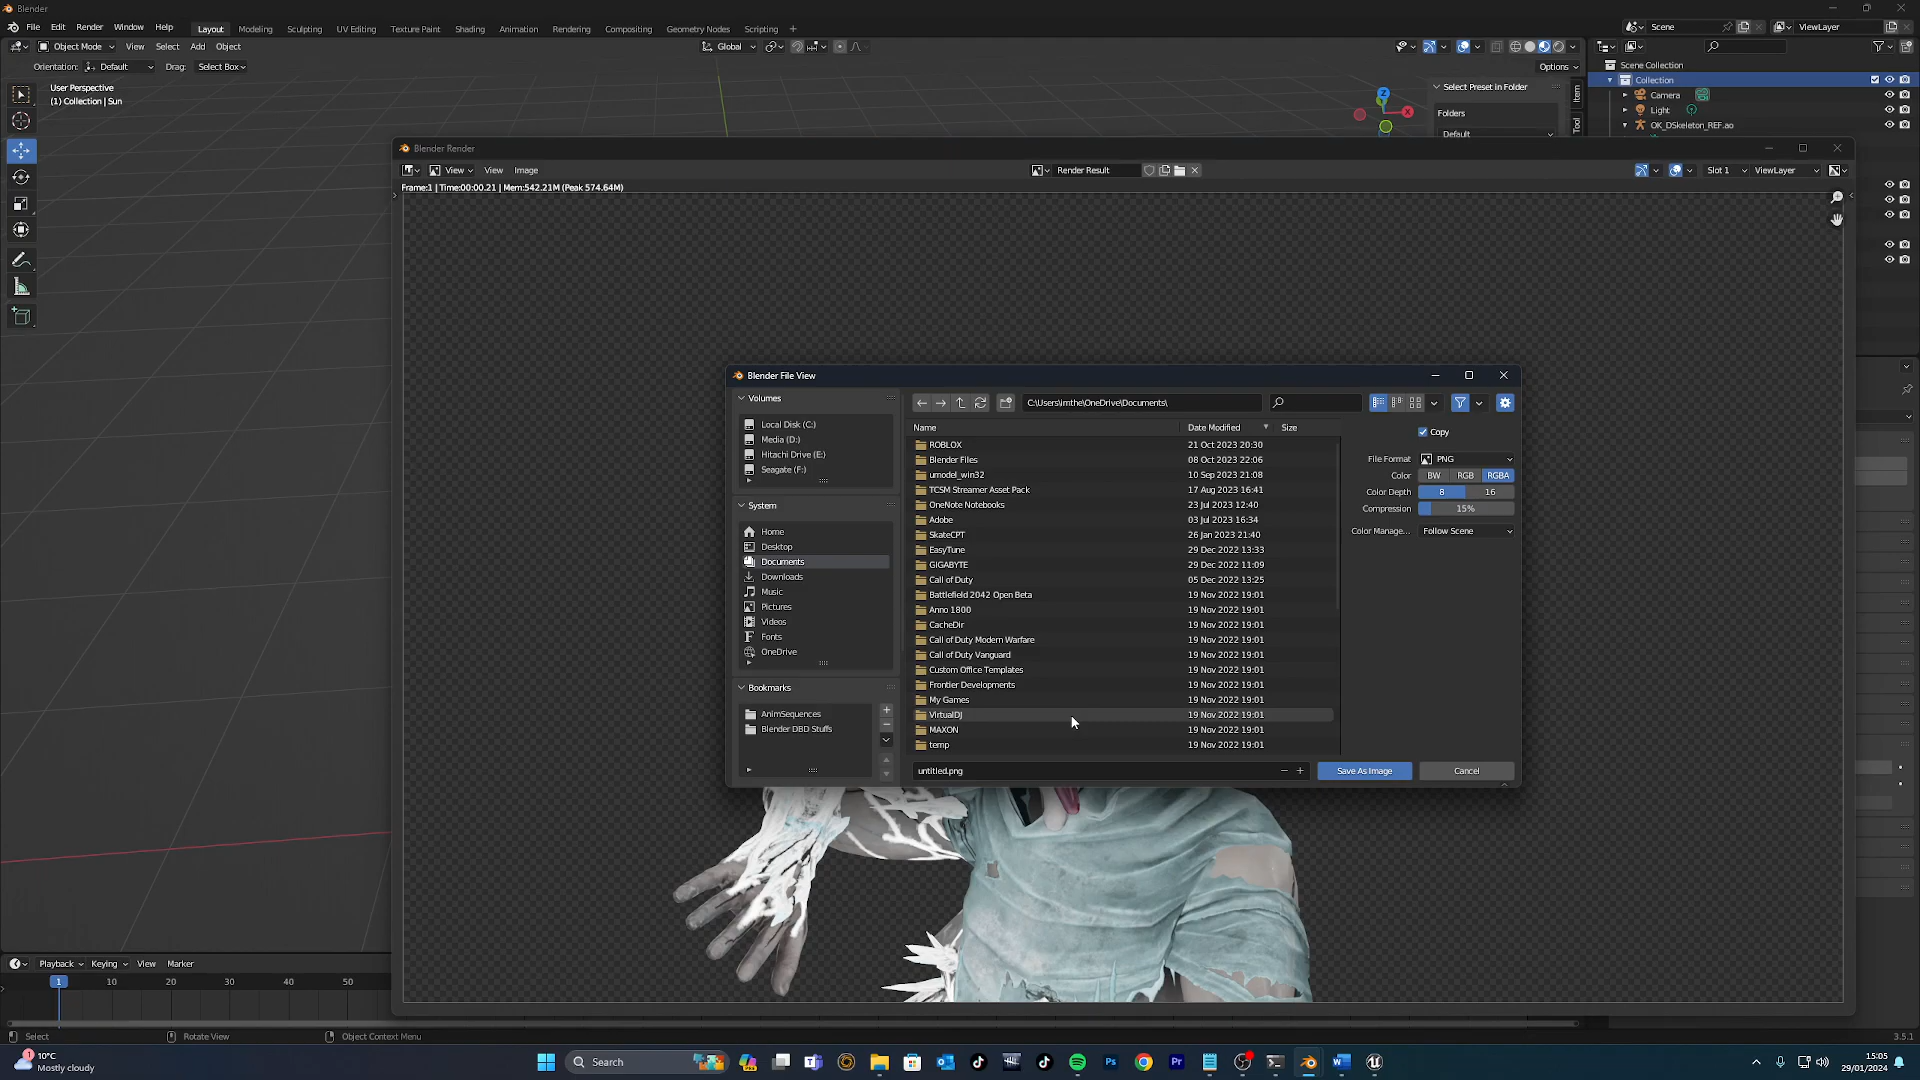 Blender
File Edit Render Window Help Layout Modeling Sculpting UV Editing Texture Paint Shading Animation Rendering Compositing Geometry Nodes Scripting + Scene ViewLayer
Object Mode View Select Add Object Global
Orientation: Default Drag: Select Box Options
User Perspective
(1) Collection | Sun
Select Preset in Folder
Folders
Default
Item
Tool
Z
X
Scene Collection
Collection
Camera
Light
OK_DSkeleton_REF.ao
Blender Render
View View Image Render Result Slot 1 ViewLayer
Frame:1 | Time:00:00.21 | Mem:542.21M (Peak 574.64M)
Blender File View
Volumes
Local Disk (C:)
Media (D:)
Hitachi Drive (E:)
Seagate (F:)
System
Home
Desktop
Documents
Downloads
Music
Pictures
Videos
Fonts
OneDrive
Bookmarks
AnimSequences
Blender DBD Stuffs
C:\Users\imthe\OneDrive\Documents\
Name Date Modified Size
ROBLOX 21 Oct 2023 20:30
Blender Files 08 Oct 2023 22:06
umodel_win32 10 Sep 2023 21:08
TCSM Streamer Asset Pack 17 Aug 2023 16:41
OneNote Notebooks 23 Jul 2023 12:40
Adobe 03 Jul 2023 16:34
SkateCPT 26 Jan 2023 21:40
EasyTune 29 Dec 2022 13:33
GIGABYTE 29 Dec 2022 11:09
Call of Duty 05 Dec 2022 13:25
Battlefield 2042 Open Beta 19 Nov 2022 19:01
Anno 1800 19 Nov 2022 19:01
CacheDir 19 Nov 2022 19:01
Call of Duty Modern Warfare 19 Nov 2022 19:01
Call of Duty Vanguard 19 Nov 2022 19:01
Custom Office Templates 19 Nov 2022 19:01
Frontier Developments 19 Nov 2022 19:01
My Games 19 Nov 2022 19:01
VirtualDJ 19 Nov 2022 19:01
MAXON 19 Nov 2022 19:01
temp 19 Nov 2022 19:01
Copy
File Format PNG
Color BW RGB RGBA
Color Depth 8 16
Compression 15%
Color Manage... Follow Scene
untitled.png Save As Image Cancel
Playback Keying View Marker
1 10 20 30 40 50
Select Rotate View Object Context Menu 3.5.1
1
10°C
Mostly cloudy
Search
15:05
29/01/2024